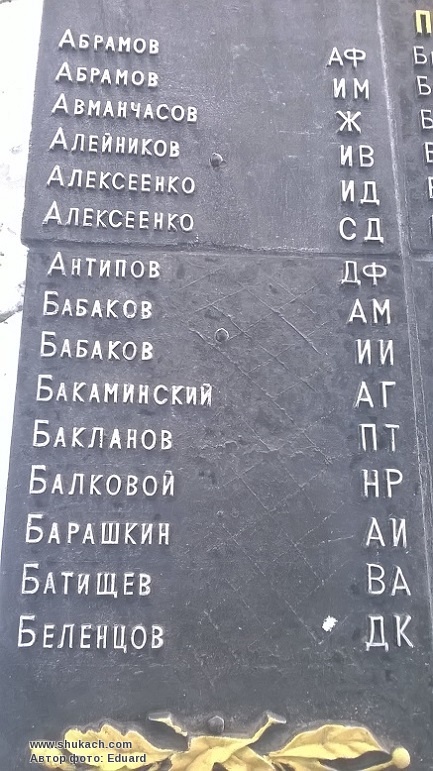 Абрамов АФ
Абрамов ИМ
Авманчасов Ж
Алейников ИВ
Алексеенко ИД
Алексеенко СД
Антипов ДФ
Бабаков АМ
Бабаков ИИ
Бакаминский АГ
Бакланов ПТ
Балковой НР
Барашкин АИ
Батищев ВА
Беленцов ДК
www.shukach.com
Автор фото: Eduard